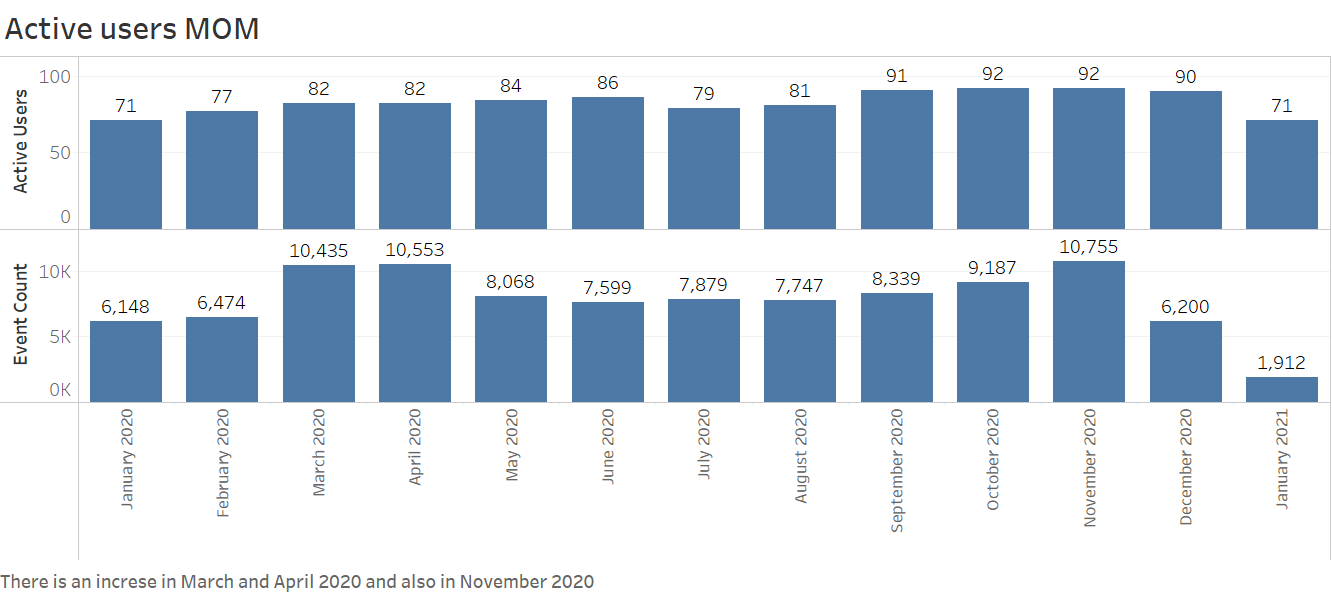 Active users MOM
Active Users
100
50
0
71
77
82
82
84
86
79
81
91
92
92
90
71
Event Count
10K
5K
0K
6,148
6,474
10,435
10,553
8,068
7,599
7,879
7,747
8,339
9,187
10,755
6,200
1,912
January 2020
February 2020
March 2020
April 2020
May 2020
June 2020
July 2020
August 2020
September 2020
October 2020
November 2020
December 2020
January 2021
There is an increse in March and April 2020 and also in November 2020